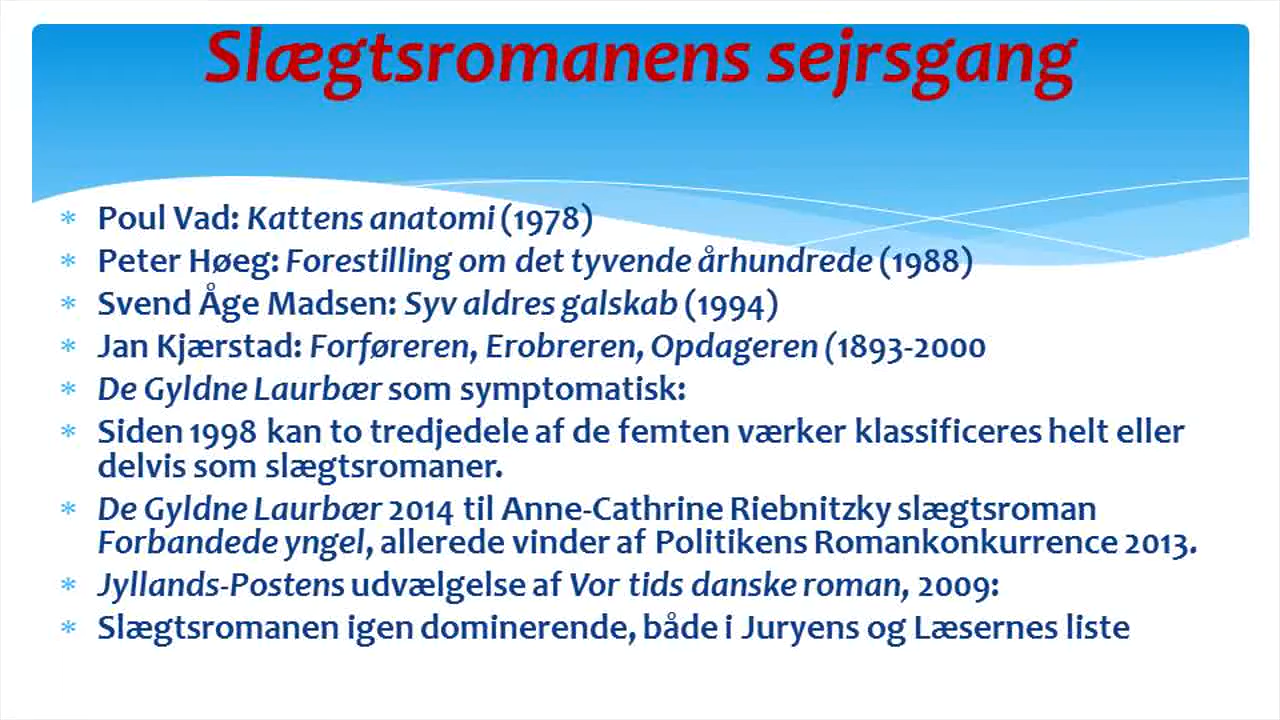 Slægtsromanens sejrsgang
Poul Vad: Kattens anatomi (1978)
Peter Høeg: Forestilling om det tyvende århundrede (1988)
Svend Åge Madsen: Syv aldres galskab (1994)
Jan Kjærstad: Forføreren, Erobreren, Opdageren (1893-2000
De Gyldne Laurbær som symptomatisk:
Siden 1998 kan to tredjedele af de femten værker klassificeres helt eller
delvis som slægtsromaner.
De Gyldne Laurbær 2014 til Anne-Cathrine Riebnitzky slægtsroman
Forbandede yngel, allerede vinder af Politikens Romankonkurrence 2013.
Jyllands-Postens udvælgelse af Vor tids danske roman, 2009:
Slægtsromanen igen dominerende, både i Juryens og Læsernes liste